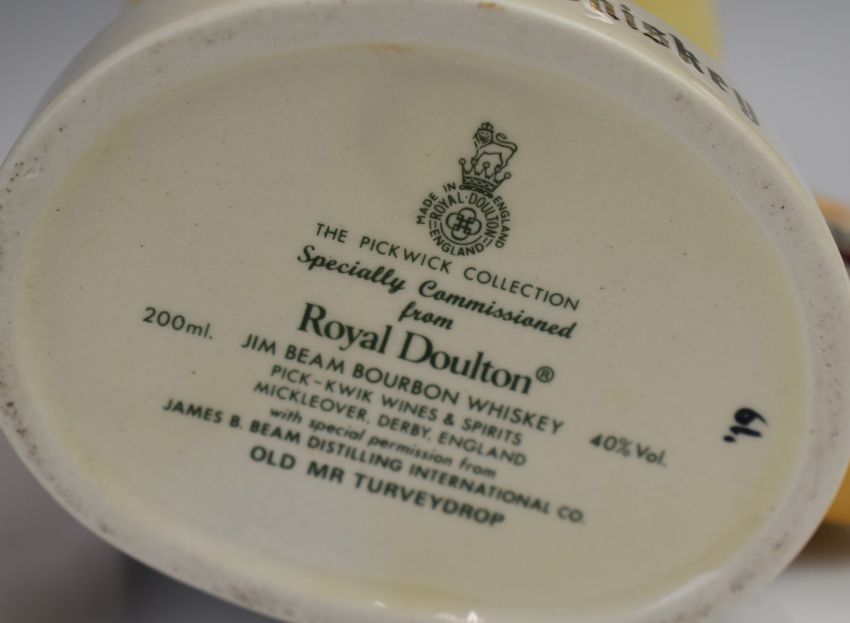 Whiskey
MADE IN ENGLAND
ROYAL·DOULTON
ENGLAND
THE PICKWICK COLLECTION
Specially Commissioned
from
Royal Doulton®
200ml. JIM BEAM BOURBON WHISKEY 40% Vol.
PICK-KWIK WINES & SPIRITS
MICKLEOVER, DERBY, ENGLAND
with special permission from
JAMES B. BEAM DISTILLING INTERNATIONAL CO.
OLD MR TURVEYDROP